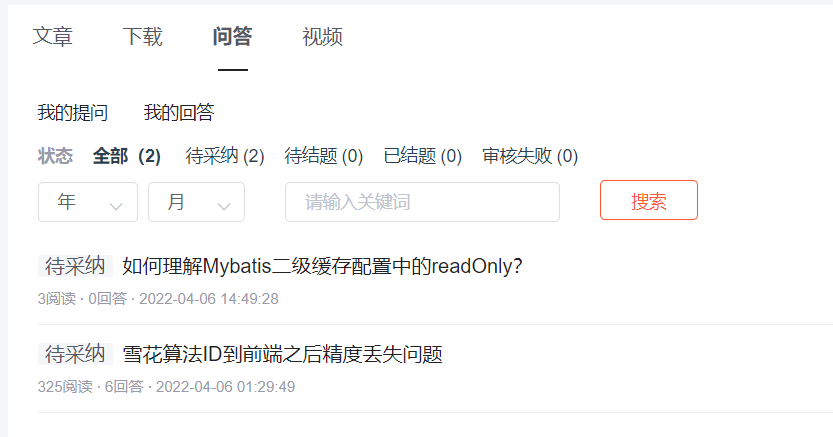 文章 下载 问答 视频
我的提问 我的回答
状态 全部（2） 待采纳 (2) 待结题 (0) 已结题 (0) 审核失败 (0)
年 月 请输入关键词 搜索
待采纳 如何理解Mybatis二级缓存配置中的readOnly?
3阅读 · 0回答 · 2022-04-06 14:49:28
待采纳 雪花算法ID到前端之后精度丢失问题
325阅读 · 6回答 · 2022-04-06 01:29:49